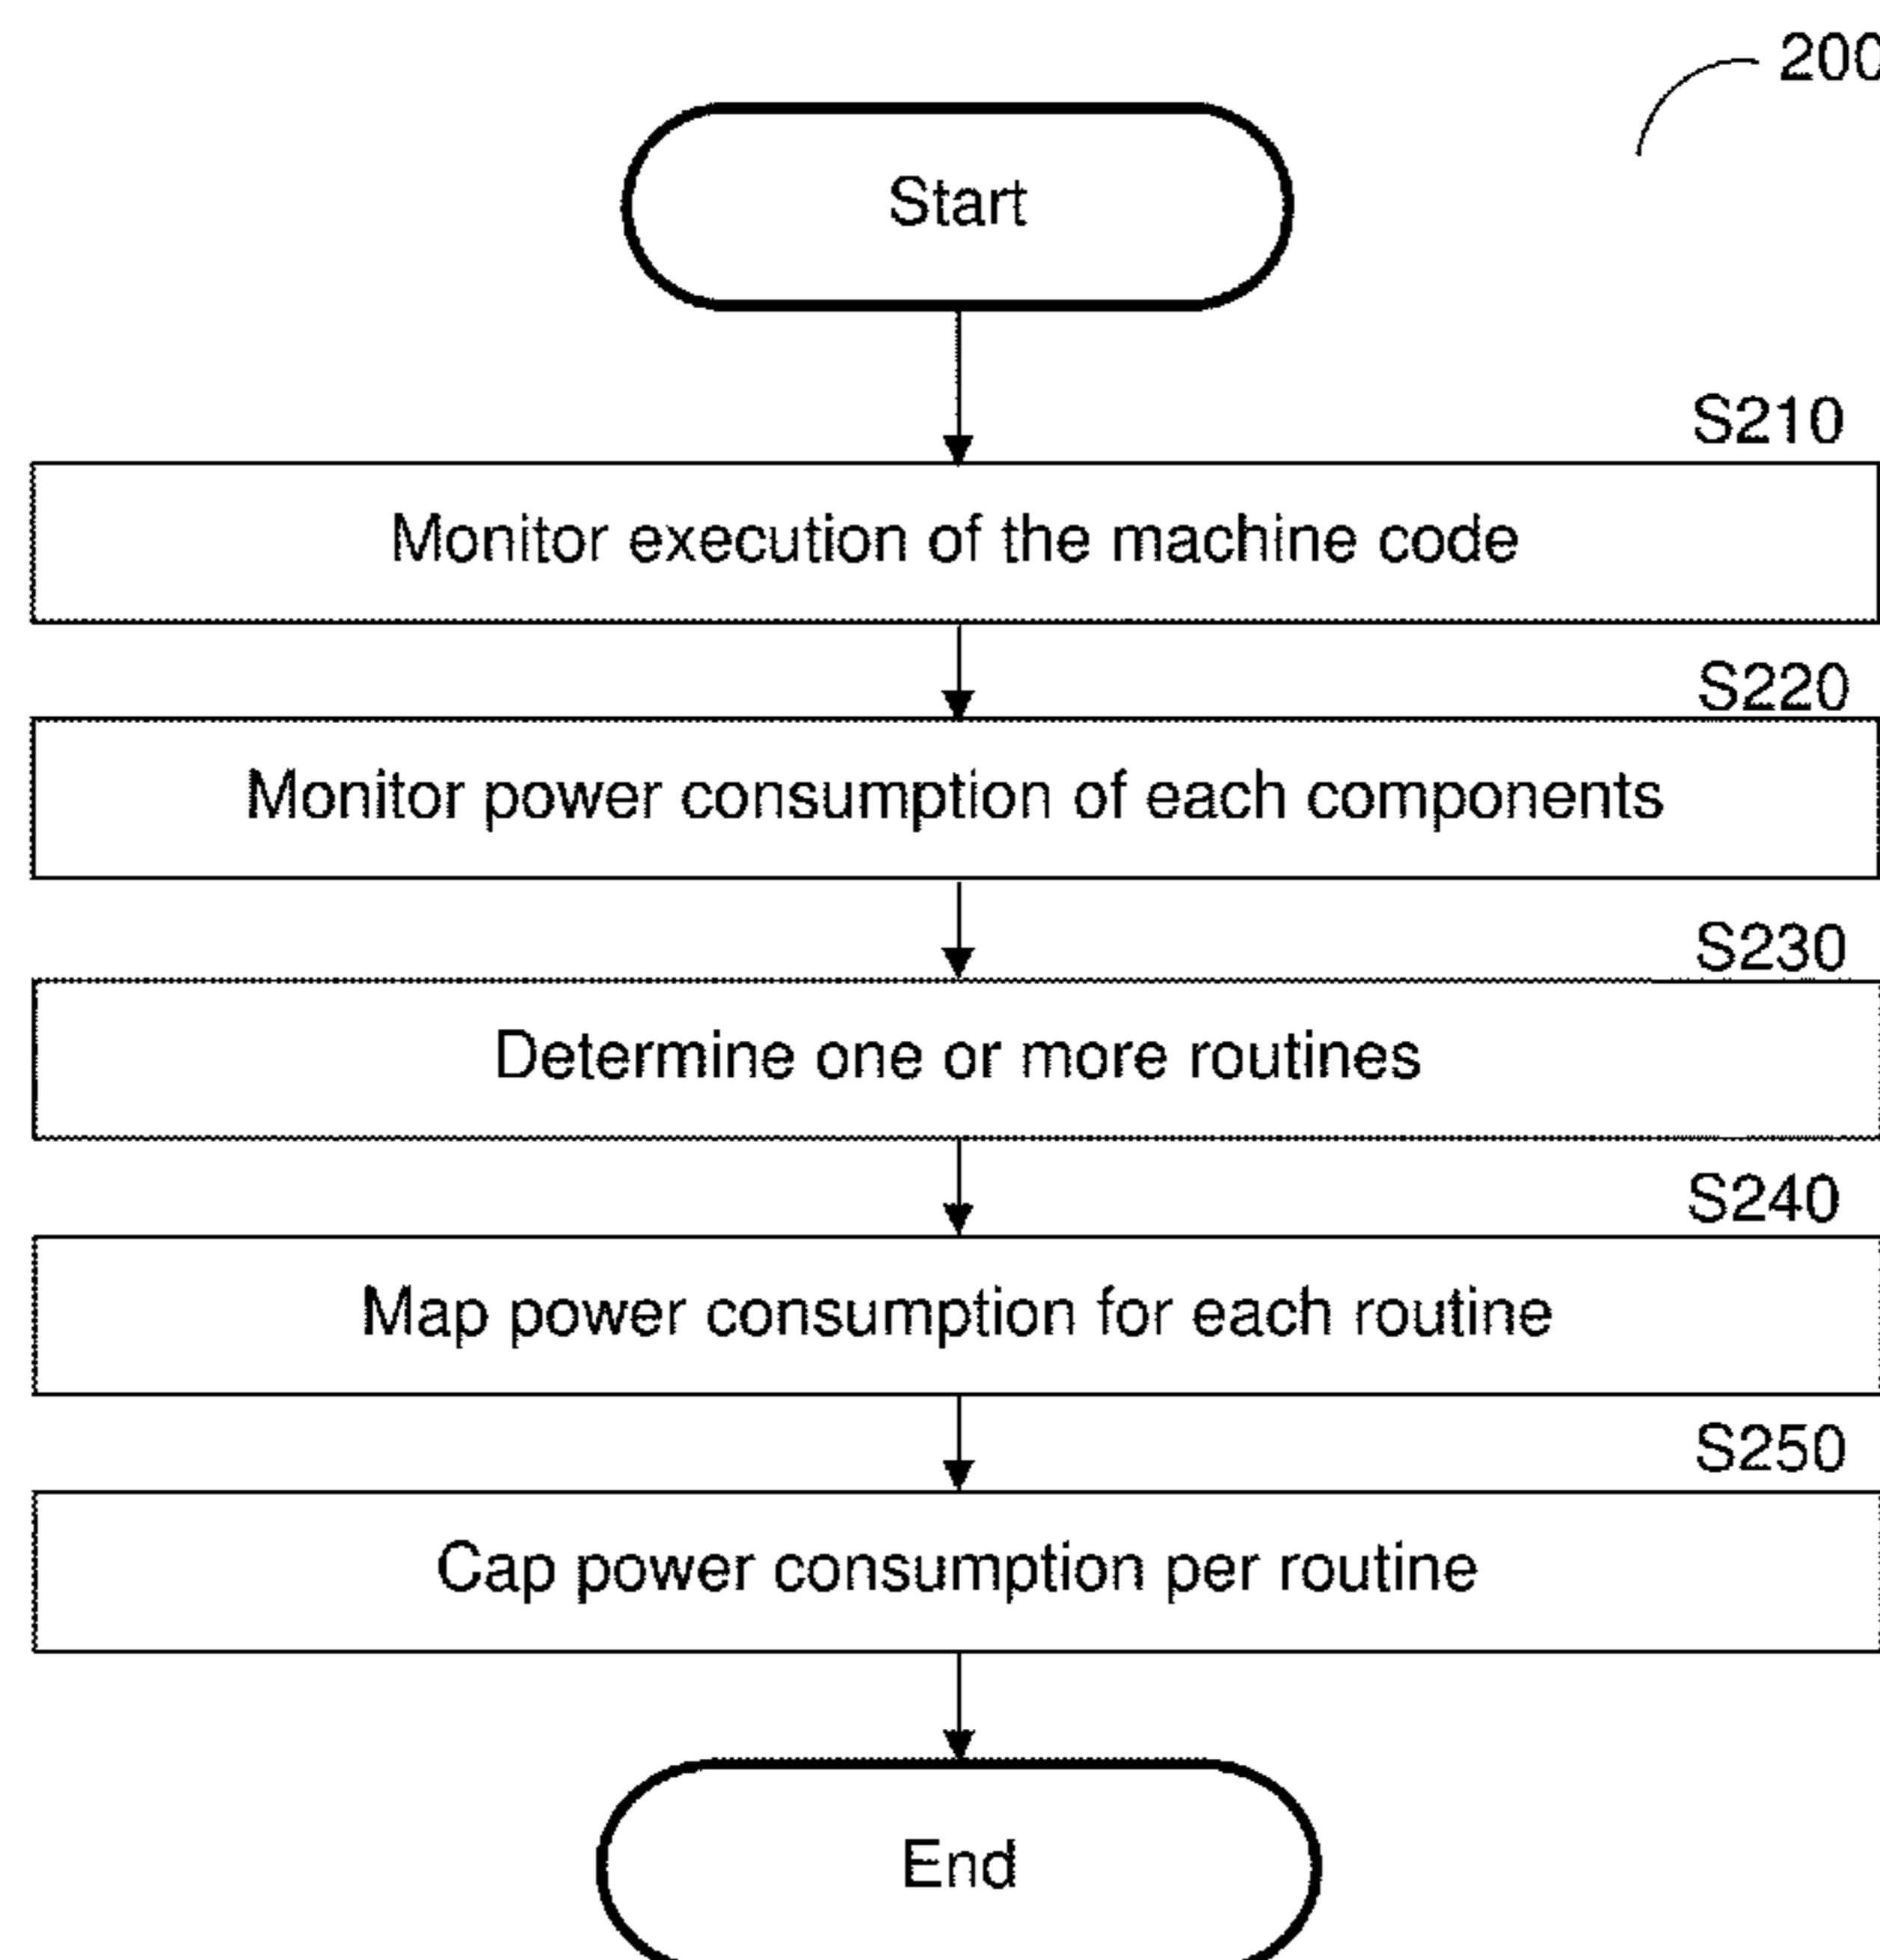 200
Start
S210
Monitor execution of the machine code
S220
Monitor power consumption of each components
S230
Determine one or more routines
S240
Map power consumption for each routine
S250
Cap power consumption per routine
End